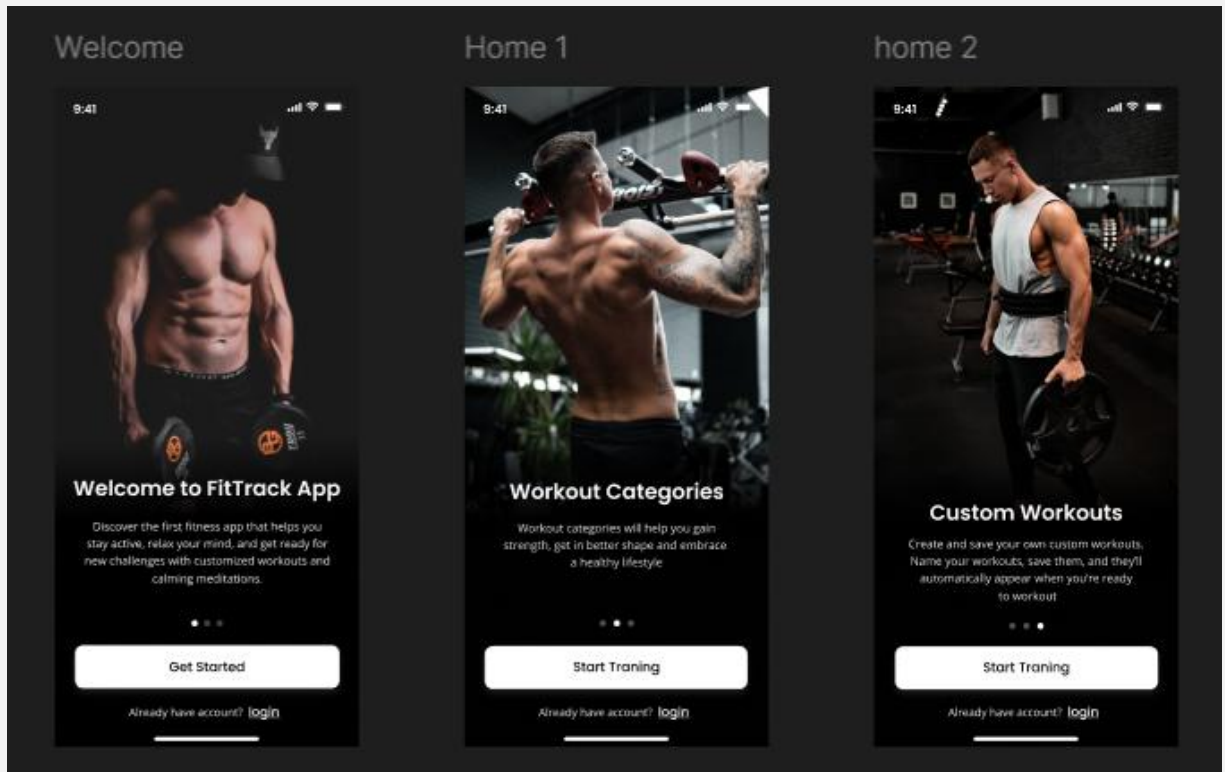 Welcome
9:41
Welcome to FitTrack App
Discover the first fitness app that helps you
stay active, relax your mind, and get ready for
new challenges with customized workouts and
calming meditations.
Get Started
Already have account? login
Home 1
9:41
Workout Categories
Workout categories will help you gain
strength, get in better shape and embrace
a healthy lifestyle
Start Traning
Already have account? login
home 2
9:41
Custom Workouts
Create and save your own custom workouts.
Name your workouts, save them, and they'll
automatically appear when you're ready
to workout
Start Traning
Already have account? login